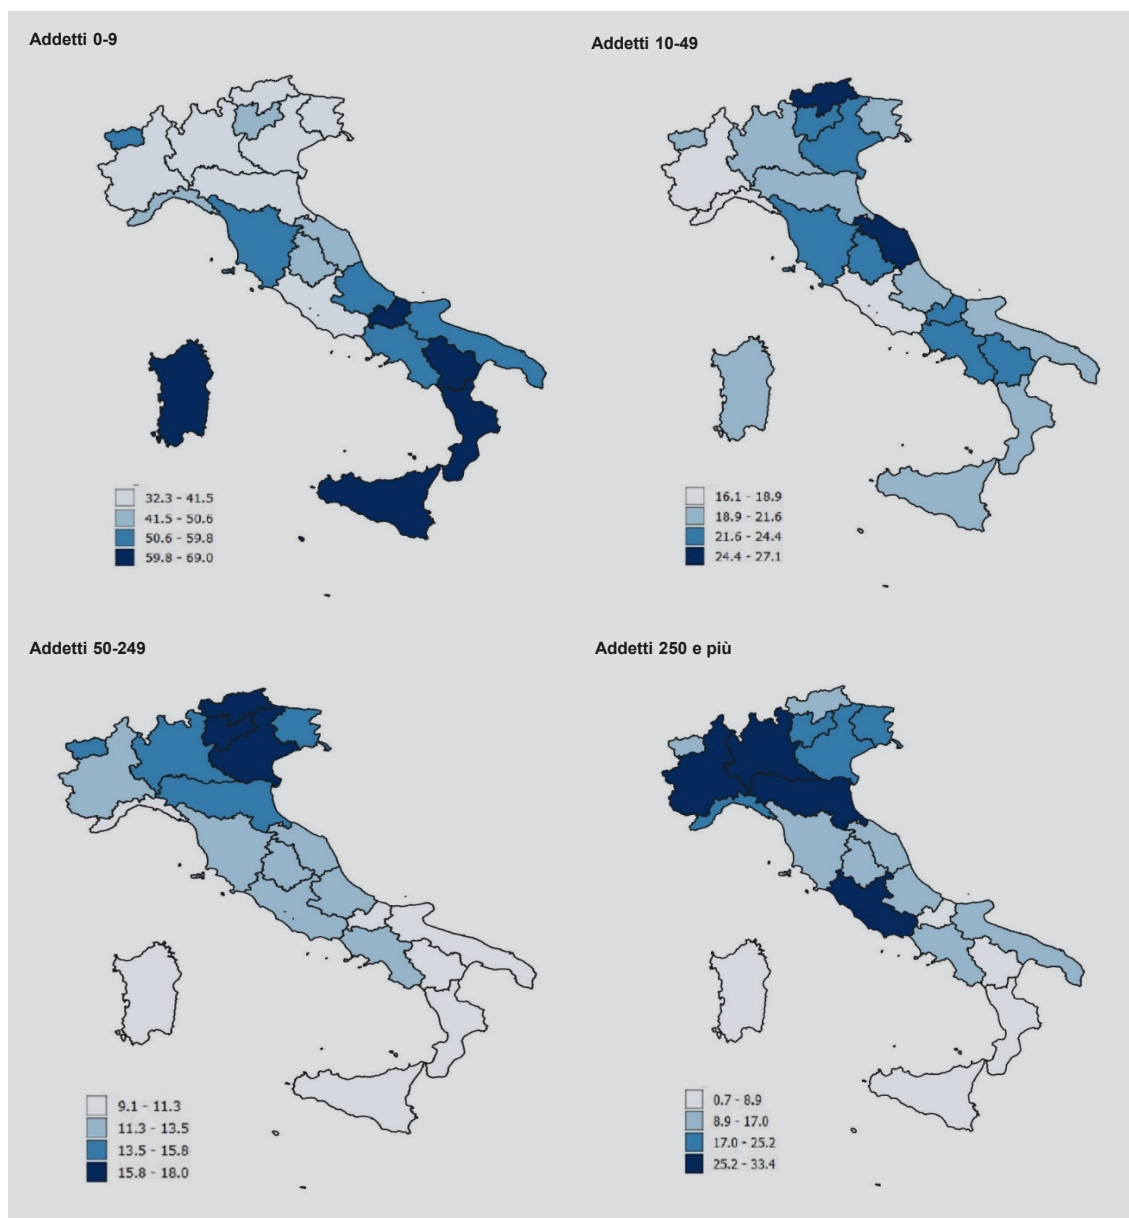 Addetti 0-9
Addetti 10-49
32.3 - 41.5
41.5 - 50.6
50.6 - 59.8
59.8 - 69.0
16.1 - 18.9
18.9 - 21.6
21.6 - 24.4
24.4 - 27.1
Addetti 50-249
Addetti 250 e più
9.1 - 11.3
11.3 - 13.5
13.5 - 15.8
15.8 - 18.0
0.7 - 8.9
8.9 - 17.0
17.0 - 25.2
25.2 - 33.4